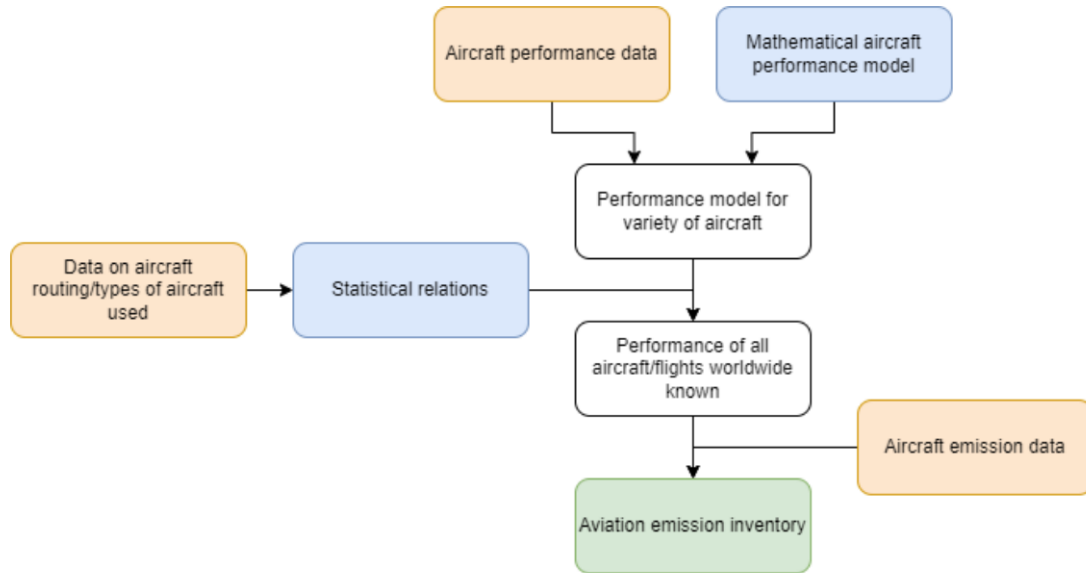 Aircraft performance data
Mathematical aircraft
performance model
Performance model for
variety of aircraft
Data on aircraft
routing/types of aircraft
used
Statistical relations
Performance of all
aircraft/flights worldwide
known
Aircraft emission data
Aviation emission inventory